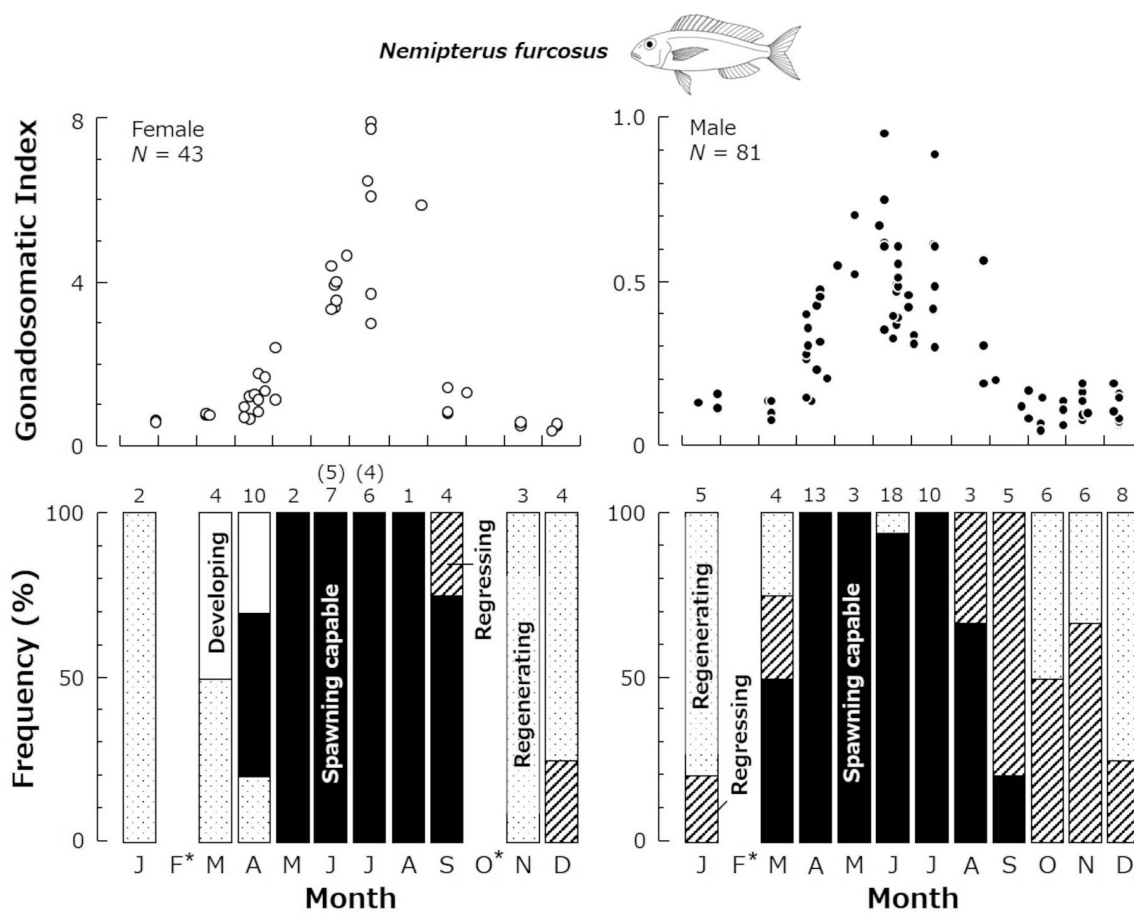 Nemipterus furcosus
Gonadosomatic Index
8
4
0
Female
N = 43
1.0
0.5
0
Male
N = 81
(5) (4)
2 4 10 2 7 6 1 4 3 4
5 4 13 3 18 10 3 5 6 6 8
Frequency (%)
100
50
0
Developing
Spawning capable
Regressing
Regenerating
100
50
0
Regenerating
Regressing
Spawning capable
J F* M A M J J A S O* N D
Month
J F* M A M J J A S O N D
Month